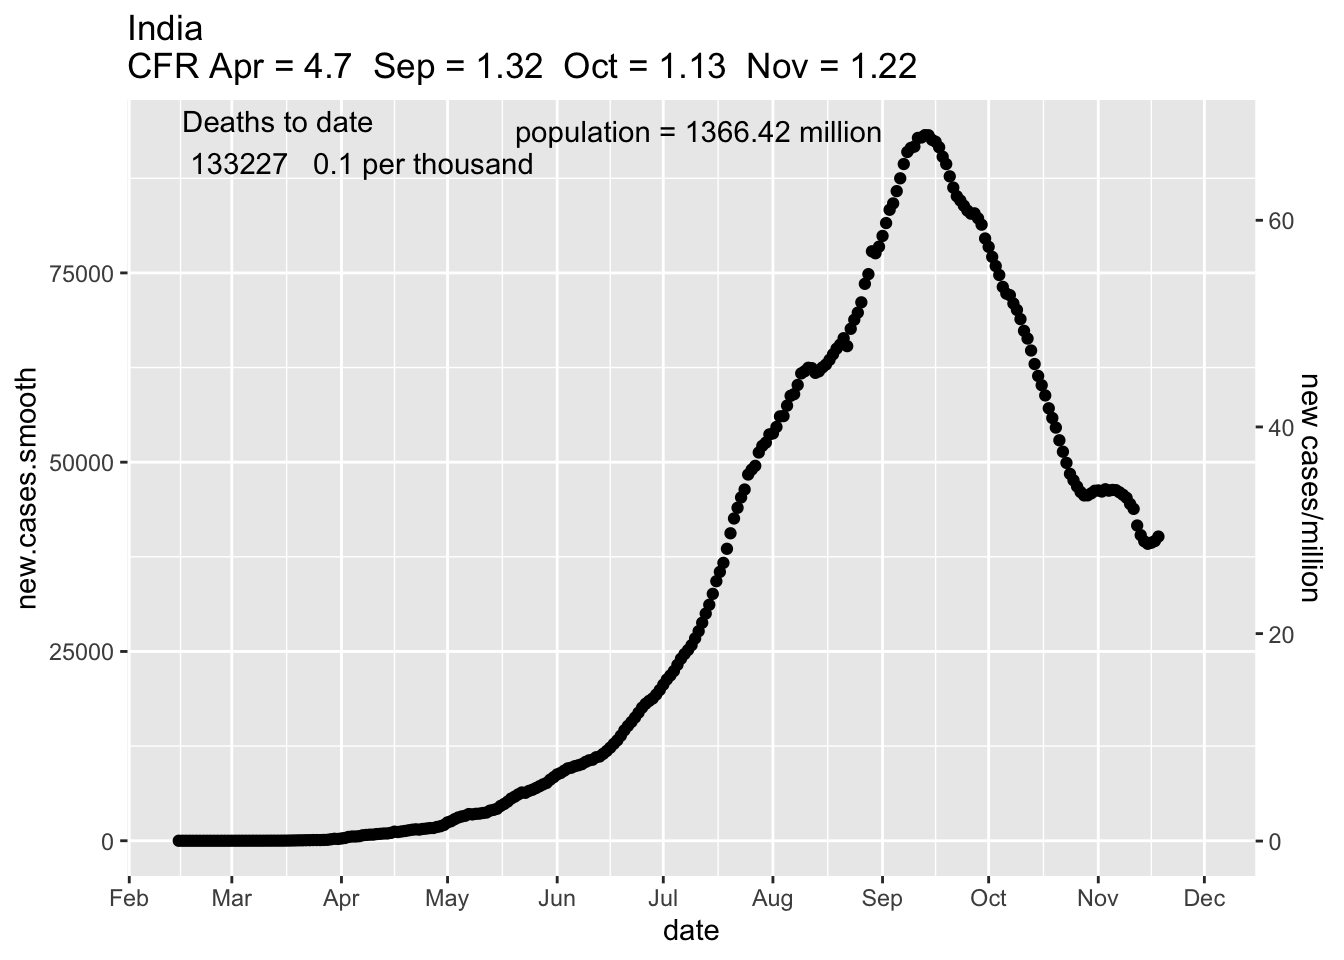 India
CFR Apr = 4.7  Sep = 1.32  Oct = 1.13  Nov = 1.22
Deaths to date
population = 1366.42 million
133227   0.1 per thousand
new.cases.smooth
75000
50000
25000
0
60
40
20
0
new cases/million
Feb Mar Apr May Jun Jul Aug Sep Oct Nov Dec
date